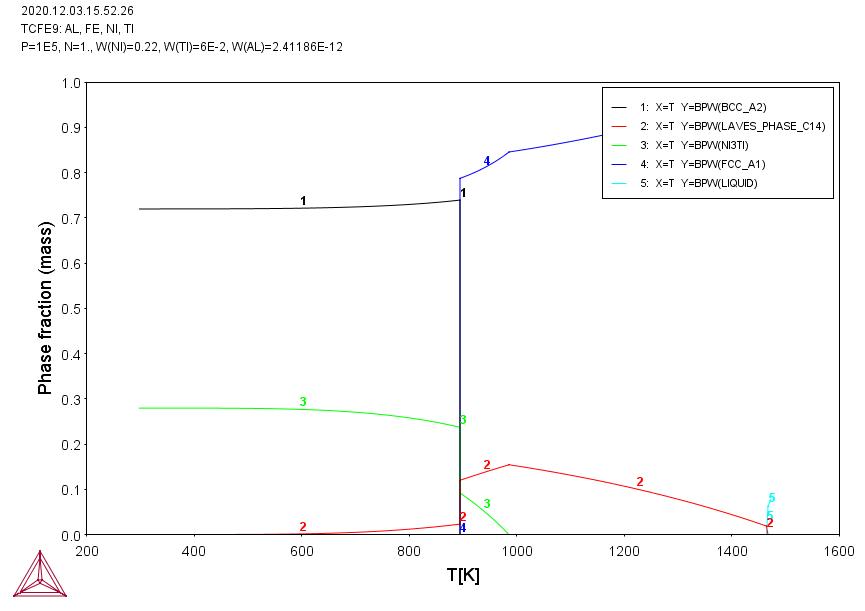 2020.12.03.15.52.26
TCFE9: AL, FE, NI, TI
P=1E5, N=1., W(NI)=0.22, W(TI)=6E-2, W(AL)=2.41186E-12
1.0
0.9
0.8
0.7
0.6
0.5
0.4
0.3
0.2
0.1
0.0
Phase fraction (mass)
1: X=T Y=BPW(BCC_A2)
2: X=T Y=BPW(LAVES_PHASE_C14)
3: X=T Y=BPW(NI3TI)
4: X=T Y=BPW(FCC_A1)
5: X=T Y=BPW(LIQUID)
4
1
1
3
3
2
2
5
3
2
5
2
2
4
200 400 600 800 1000 1200 1400 1600
T[K]